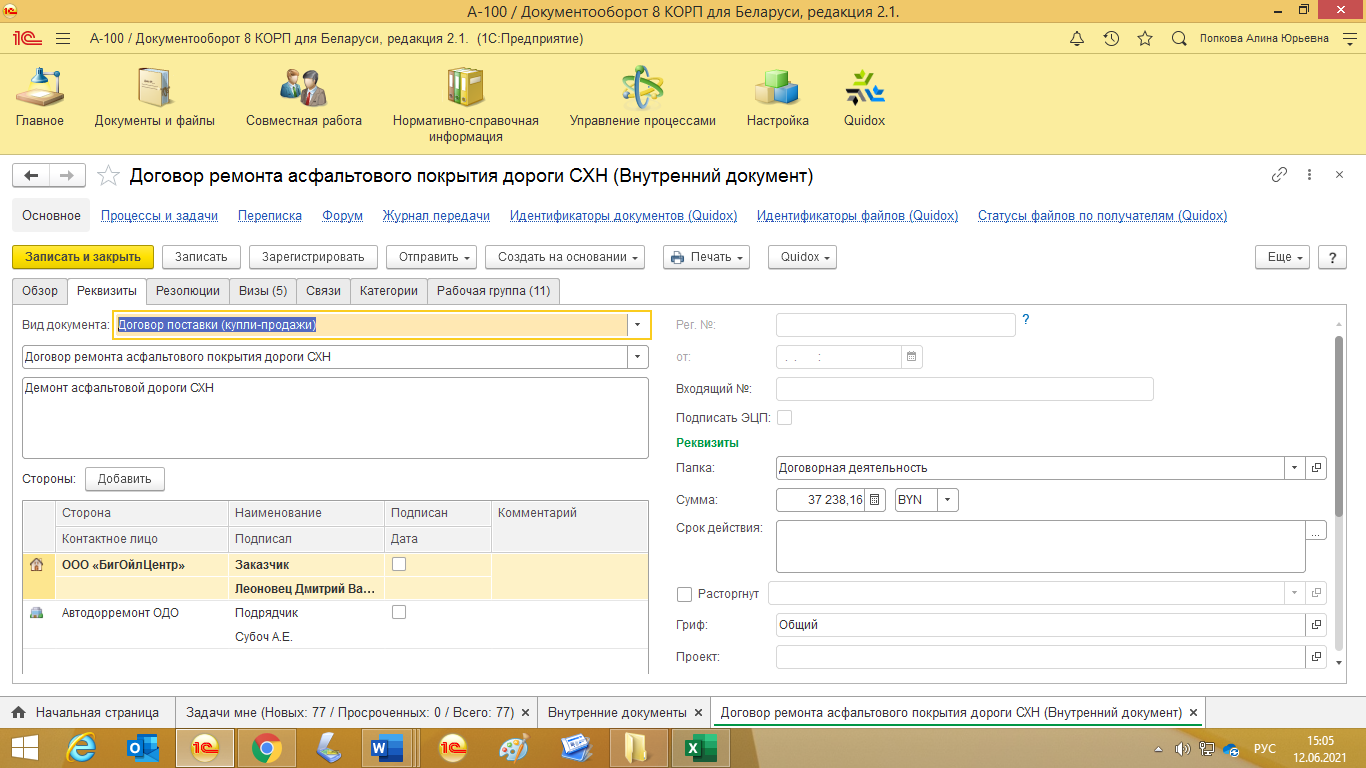 А-100 / Документооборот 8 КОРП для Беларуси, редакция 2.1.
1С А-100 / Документооборот 8 КОРП для Беларуси, редакция 2.1. (1С:Предприятие) Попкова Алина Юрьевна
Главное Документы и файлы Совместная работа Нормативно-справочная информация Управление процессами Настройка Quidox
Договор ремонта асфальтового покрытия дороги СХН (Внутренний документ)
Основное Процессы и задачи Переписка Форум Журнал передачи Идентификаторы документов (Quidox) Идентификаторы файлов (Quidox) Статусы файлов по получателям (Quidox)
Записать и закрыть Записать Зарегистрировать Отправить Создать на основании Печать Quidox Еще ?
Обзор Реквизиты Резолюции Визы (5) Связи Категории Рабочая группа (11)
Вид документа: Договор поставки (купли-продажи) Рег. №: ?
Договор ремонта асфальтового покрытия дороги СХН от: . . :
Демонт асфальтовой дороги СХН Входящий №:
Подписать ЭЦП:
Реквизиты
Папка: Договорная деятельность
Стороны: Добавить
Сумма: 37 238,16 BYN
Сторона Наименование Подписан Комментарий
Срок действия: ...
Контактное лицо Подписал Дата
ООО «БигОйлЦентр» Заказчик
Леоновец Дмитрий Ва...
Расторгнут
Автодорремонт ОДО Подрядчик
Гриф: Общий
Субоч А.Е.
Проект:
Начальная страница Задачи мне (Новых: 77 / Просроченных: 0 / Всего: 77) Внутренние документы Договор ремонта асфальтового покрытия дороги СХН (Внутренний документ)
РУС 15:05
12.06.2021